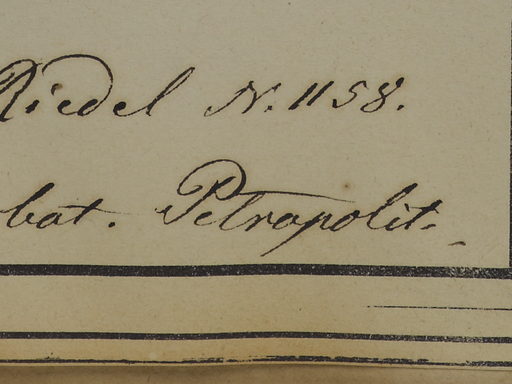 Riedel N. 1158.
bat. Petropolit.